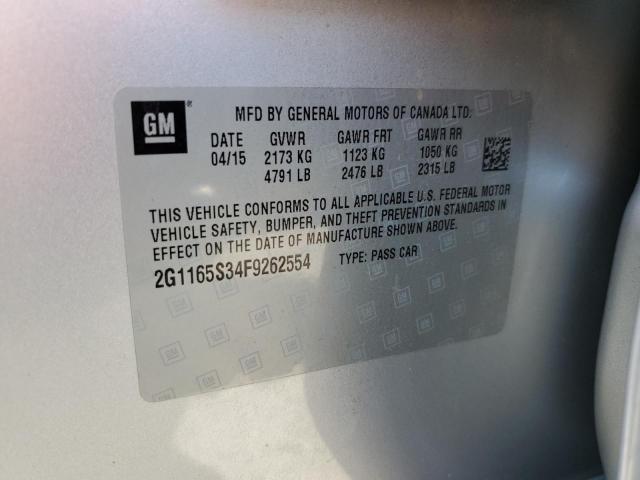 GM ®
MFD BY GENERAL MOTORS OF CANADA LTD.
DATE GVWR GAWR FRT GAWR RR
04/15 2173 KG 1123 KG 1050 KG
4791 LB 2476 LB 2315 LB
THIS VEHICLE CONFORMS TO ALL APPLICABLE U.S. FEDERAL MOTOR
VEHICLE SAFETY, BUMPER, AND THEFT PREVENTION STANDARDS IN
EFFECT ON THE DATE OF MANUFACTURE SHOWN ABOVE.
2G1165S34F9262554 TYPE: PASS CAR